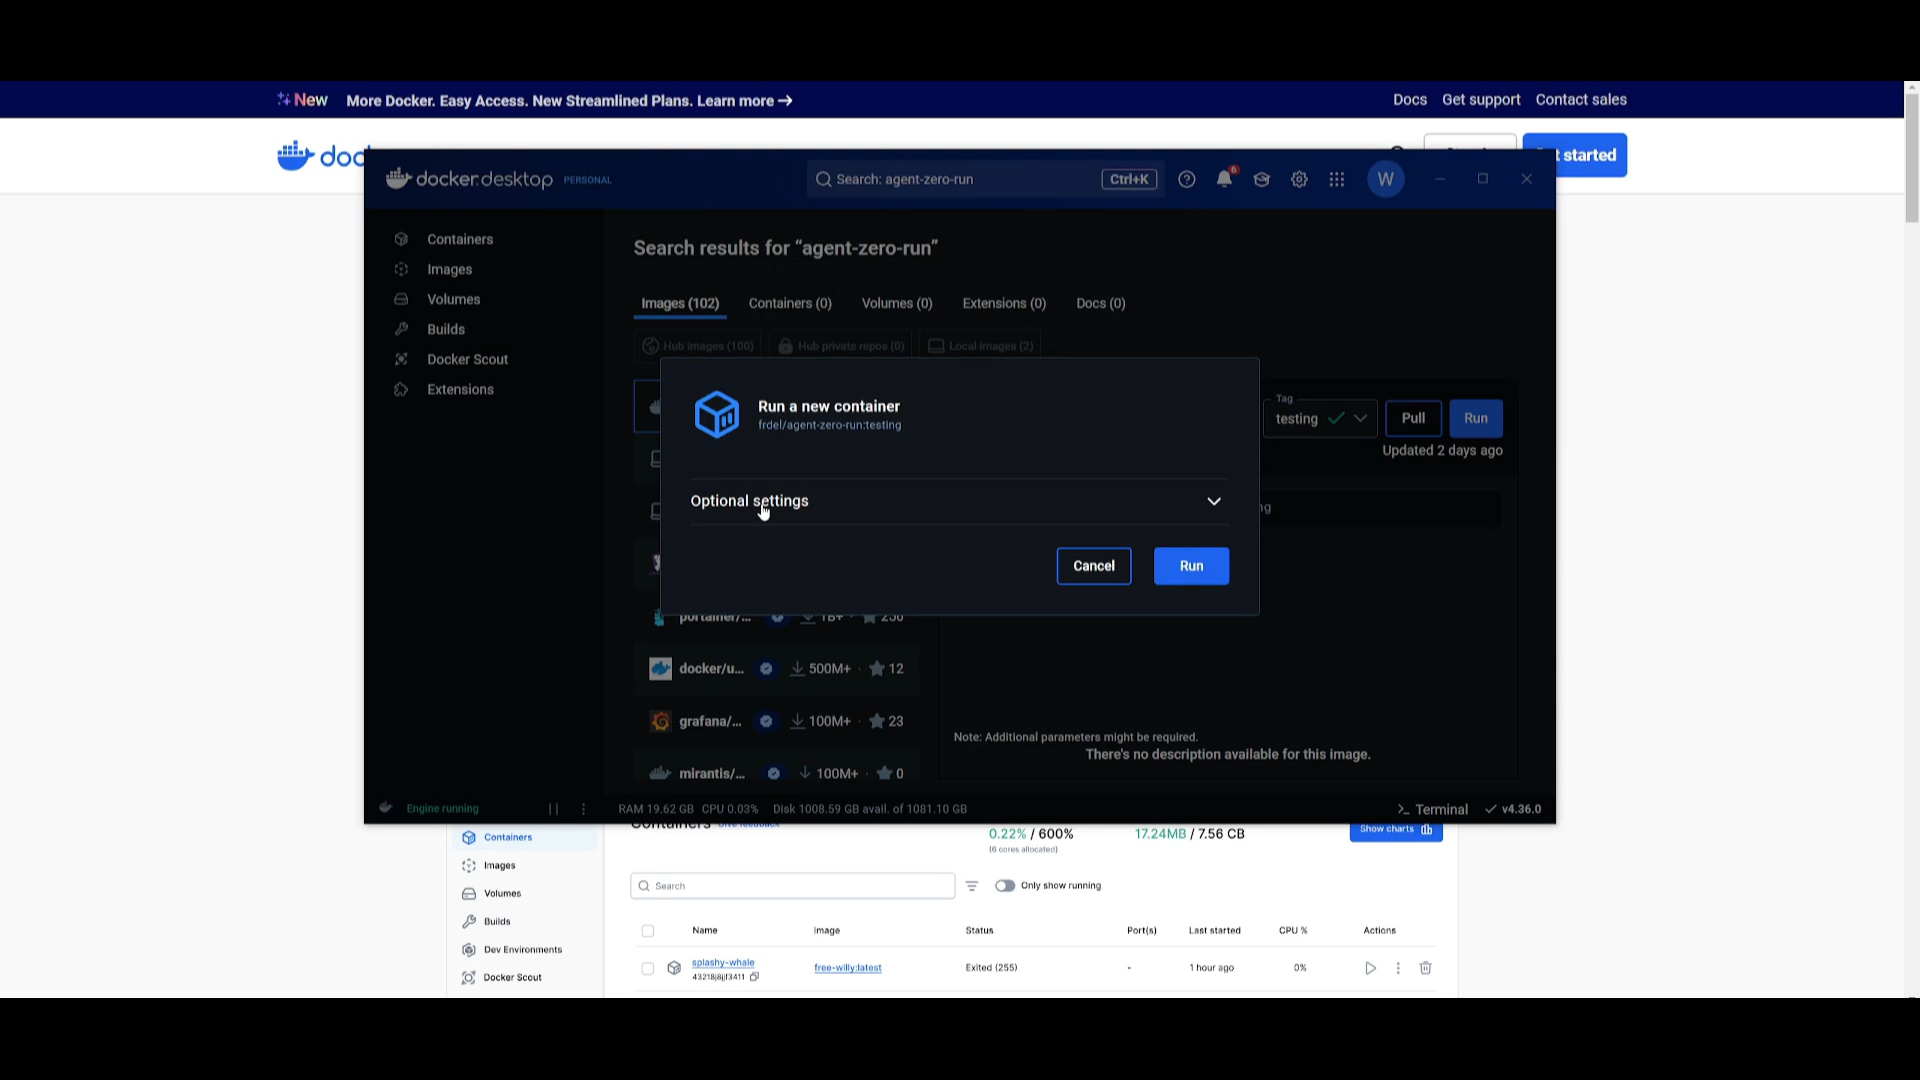 New More Docker. Easy Access. New Streamlined Plans. Learn more → Docs Get support Contact sales
started
docker.desktop PERSONAL Search: agent-zero-run Ctrl+K 6 W
Containers
Images
Volumes
Builds
Docker Scout
Extensions
Search results for “agent-zero-run”
Images (102) Containers (0) Volumes (0) Extensions (0) Docs (0)
Hub images (100) Hub private repos (0) Local images (2)
Run a new container
frdel/agent-zero-run:testing
Optional settings
Cancel Run
Tag
testing Pull Run
Updated 2 days ago
portainer/... 1B+ · 250
docker/u... 500M+ · 12
grafana/... 100M+ · 23
mirantis/... 100M+ · 0
Note: Additional parameters might be required.
There's no description available for this image.
Engine running RAM 19.62 GB CPU 0.03% Disk 1008.59 GB avail. of 1081.10 GB >_ Terminal v4.36.0
Containers Give feedback
0.22% / 600% 17.24MB / 7.56 CB Show charts
(6 cores allocated)
Containers
Images
Volumes
Builds
Dev Environments
Docker Scout
Search Only show running
Name Image Status Port(s) Last started CPU % Actions
splashy-whale free-willy:latest Exited (255) - 1 hour ago 0%